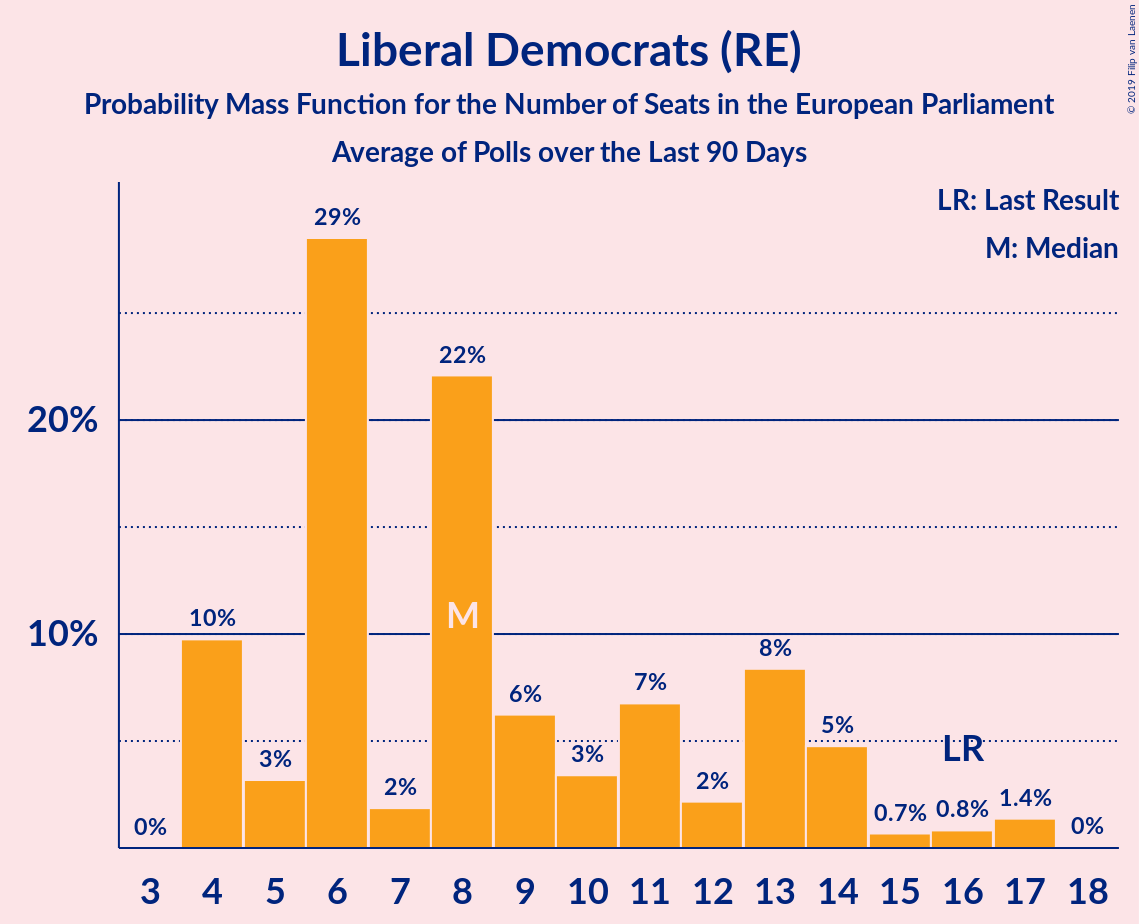 Liberal Democrats (RE)
Probability Mass Function for the Number of Seats in the European Parliament
Average of Polls over the Last 90 Days
© 2019 Filip van Laenen
LR: Last Result
M: Median
20%
10%
0%
10%
3%
29%
2%
22%
M
6%
3%
7%
2%
8%
5%
0.7%
LR
0.8%
1.4%
0%
3 4 5 6 7 8 9 10 11 12 13 14 15 16 17 18